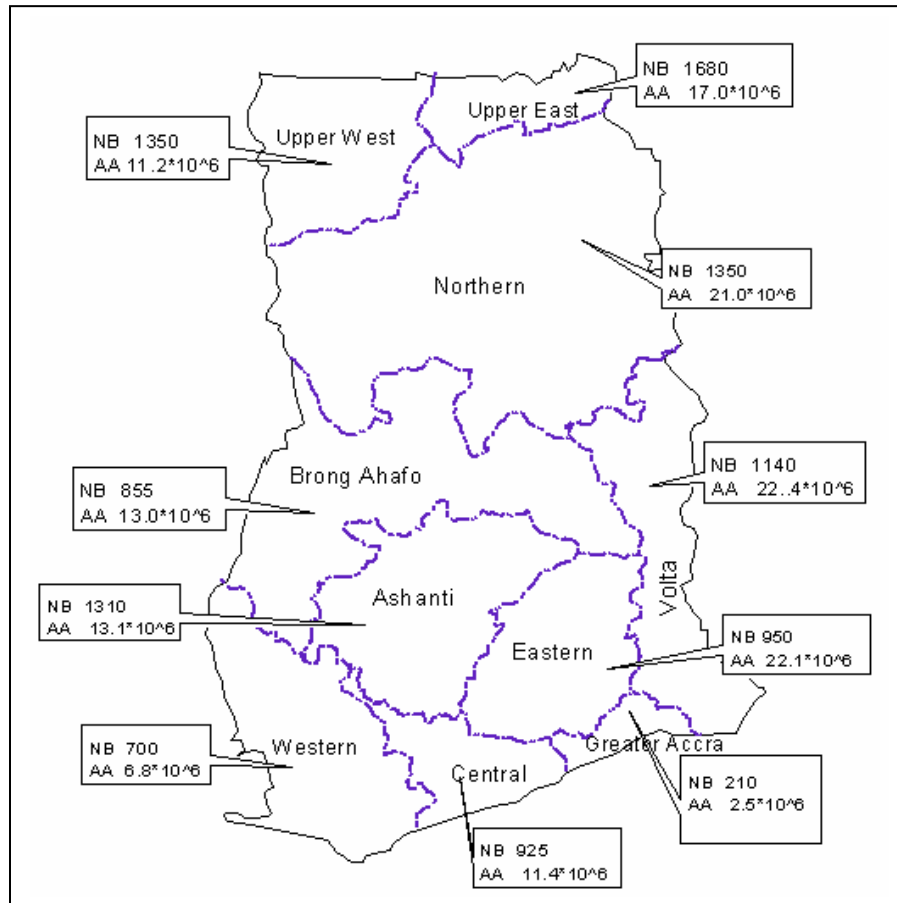 NB 1680
AA 17.0*10^6
Upper East
Upper West
NB 1350
AA 11.2*10^6
NB 1350
AA 21.0*10^6
Northern
NB 1140
AA 22..4*10^6
Brong Ahafo
NB 855
AA 13.0*10^6
Volta
Ashanti
NB 1310
AA 13.1*10^6
Eastern
NB 950
AA 22.1*10^6
Western
NB 700
AA 6.8*10^6
Greater Accra
Central
NB 210
AA 2.5*10^6
NB 925
AA 11.4*10^6